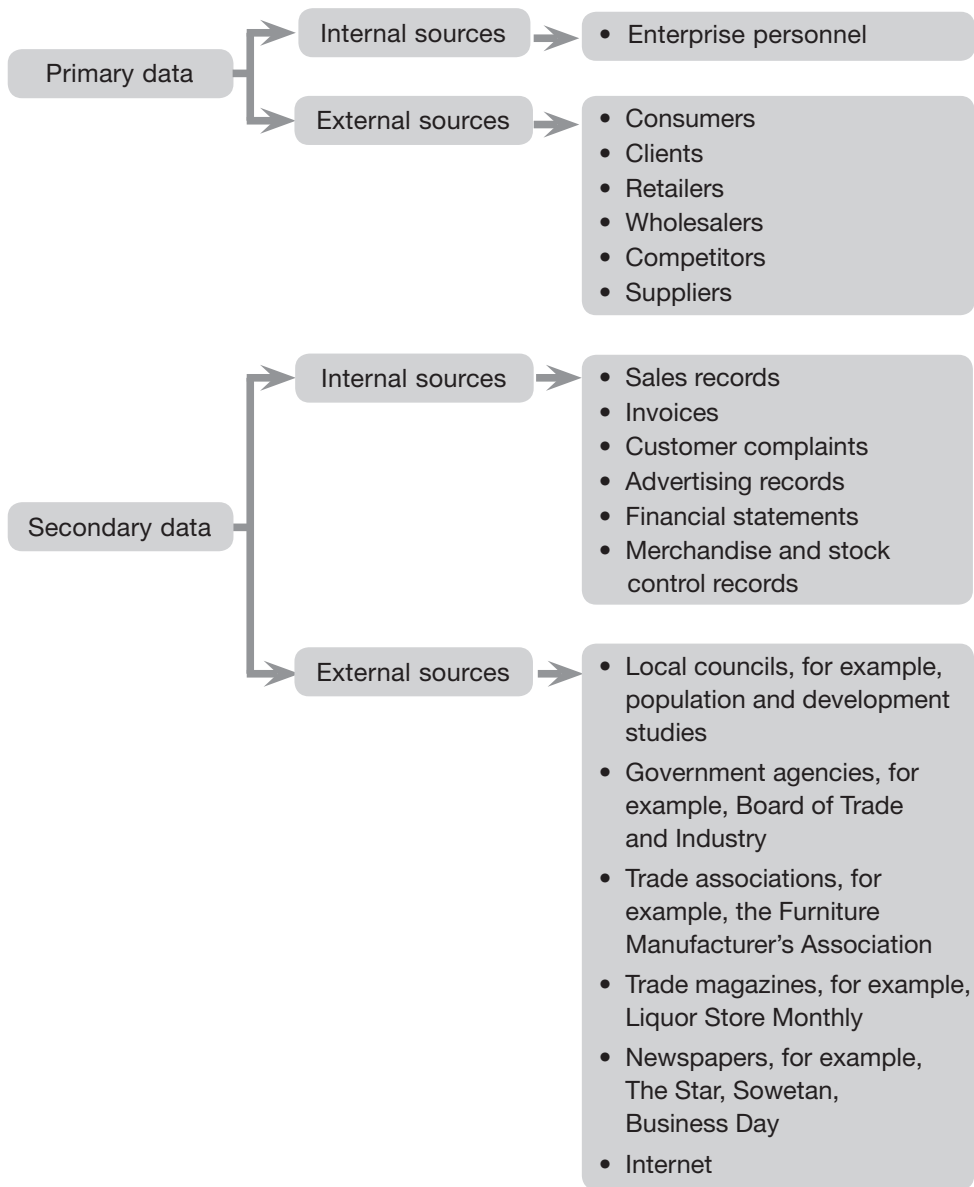 Primary data
Internal sources
• Enterprise personnel
External sources
• Consumers
• Clients
• Retailers
• Wholesalers
• Competitors
• Suppliers
Secondary data
Internal sources
• Sales records
• Invoices
• Customer complaints
• Advertising records
• Financial statements
• Merchandise and stock
control records
External sources
• Local councils, for example,
population and development
studies
• Government agencies, for
example, Board of Trade
and Industry
• Trade associations, for
example, the Furniture
Manufacturer’s Association
• Trade magazines, for example,
Liquor Store Monthly
• Newspapers, for example,
The Star, Sowetan,
Business Day
• Internet